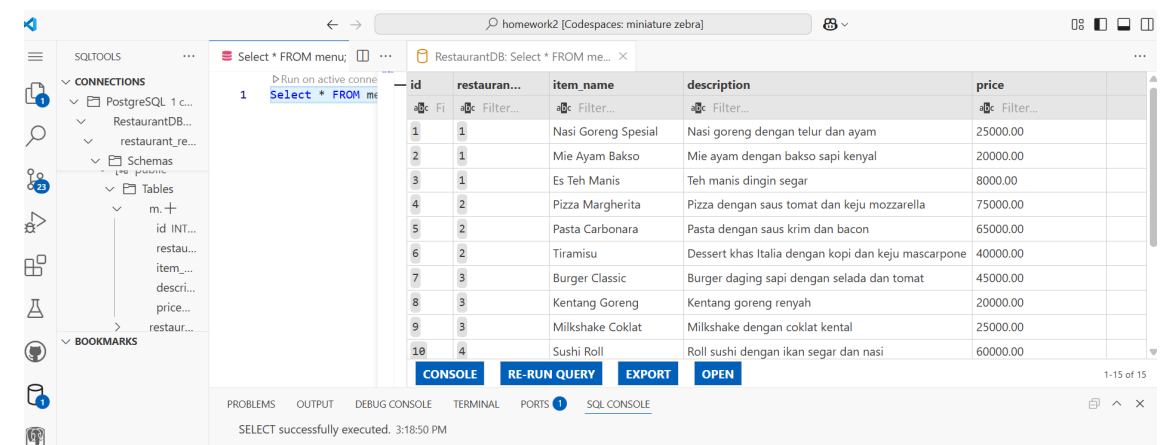 homework2 [Codespaces: miniature zebra]
SQLTOOLS
CONNECTIONS
PostgreSQL 1 c...
RestaurantDB...
restaurant_re...
Schemas
public
Tables
m.
id INT...
restau...
item_...
descri...
price...
restaur...
BOOKMARKS
1
23
1
Select * FROM menu;
Run on active conne
1 Select * FROM me
RestaurantDB: Select * FROM me...
id restauran... item_name description price
Fi Filter... Filter... Filter... Filter...
1 1 Nasi Goreng Spesial Nasi goreng dengan telur dan ayam 25000.00
2 1 Mie Ayam Bakso Mie ayam dengan bakso sapi kenyal 20000.00
3 1 Es Teh Manis Teh manis dingin segar 8000.00
4 2 Pizza Margherita Pizza dengan saus tomat dan keju mozzarella 75000.00
5 2 Pasta Carbonara Pasta dengan saus krim dan bacon 65000.00
6 2 Tiramisu Dessert khas Italia dengan kopi dan keju mascarpone 40000.00
7 3 Burger Classic Burger daging sapi dengan selada dan tomat 45000.00
8 3 Kentang Goreng Kentang goreng renyah 20000.00
9 3 Milkshake Coklat Milkshake dengan coklat kental 25000.00
10 4 Sushi Roll Roll sushi dengan ikan segar dan nasi 60000.00
CONSOLE RE-RUN QUERY EXPORT OPEN 1-15 of 15
PROBLEMS OUTPUT DEBUG CONSOLE TERMINAL PORTS 1 SQL CONSOLE
SELECT successfully executed. 3:18:50 PM